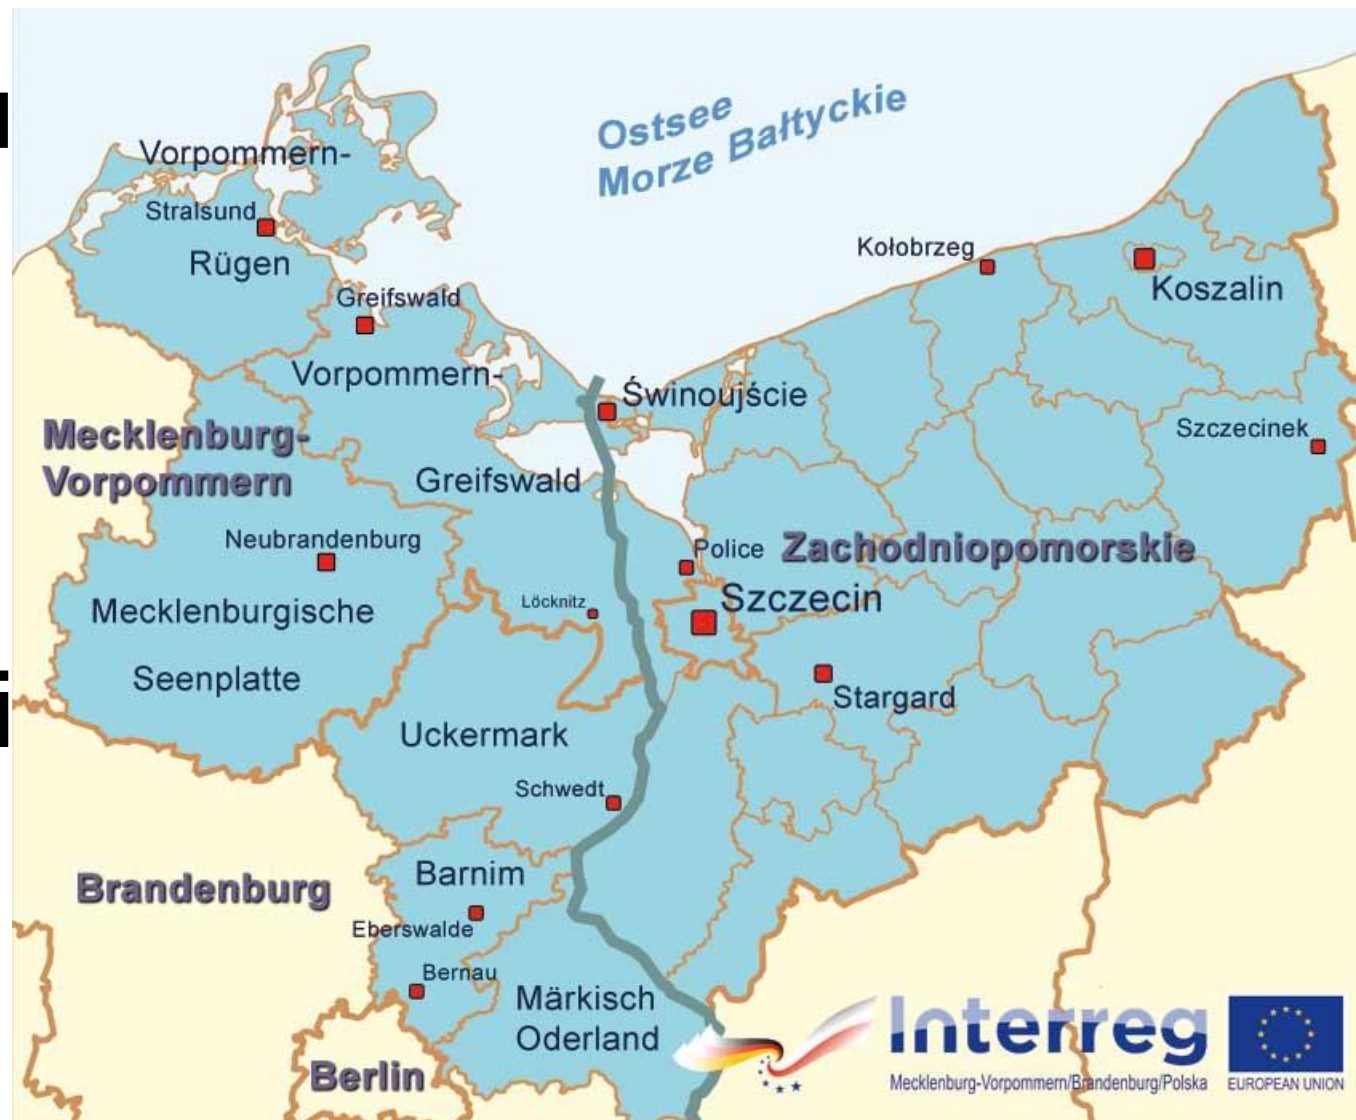 Ostsee
Morze Bałtyckie
Vorpommern-
Stralsund
Rügen
Kołobrzeg
Koszalin
Greifswald
Vorpommern-
Świnoujście
Mecklenburg-
Vorpommern
Szczecinek
Greifswald
Neubrandenburg
Police
Zachodniopomorskie
Szczecin
Löcknitz
Mecklenburgische
Seenplatte
Stargard
Uckermark
Schwedt
Barnim
Brandenburg
Eberswalde
Bernau
Märkisch
Oderland
Berlin
Interreg
Mecklenburg-Vorpommern/Brandenburg/Polska
EUROPEAN UNION